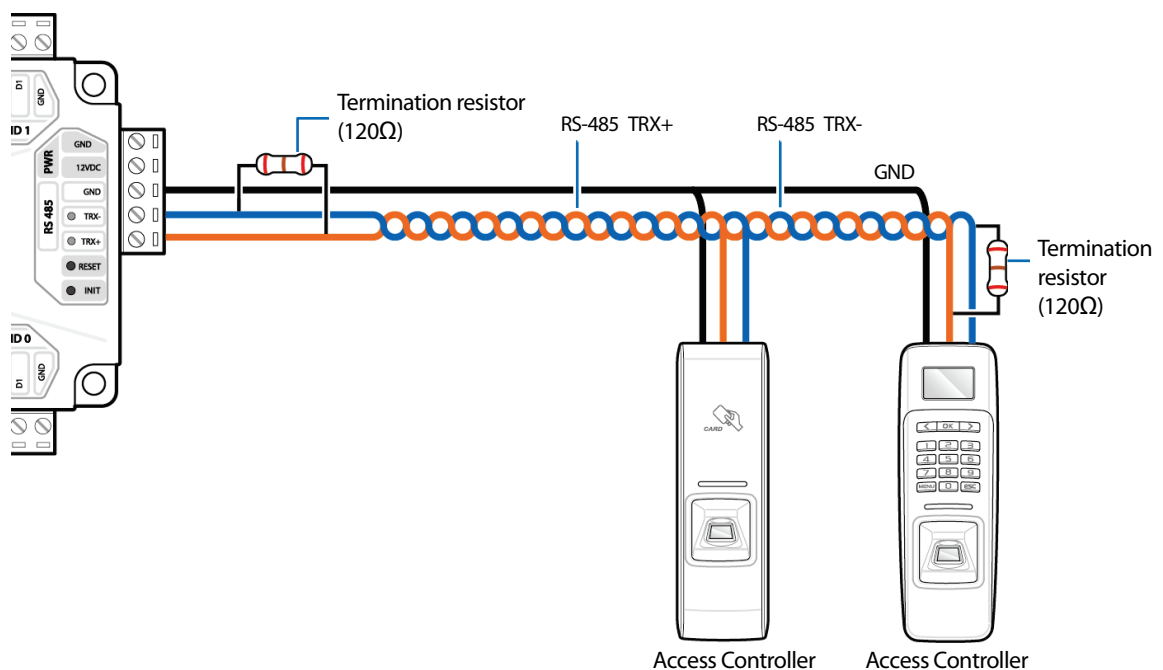 D1
GND
ND 1
PWR
GND
12VDC
RS 485
GND
TRX-
TRX+
RESET
INIT
ND 0
D1
GND
Termination resistor
(120Ω)
RS-485 TRX+
RS-485 TRX-
GND
Termination
resistor
(120Ω)
CARD
< OK >
1 2 3
4 5 6
7 8 9
MENU 0 ESC
Access Controller
Access Controller